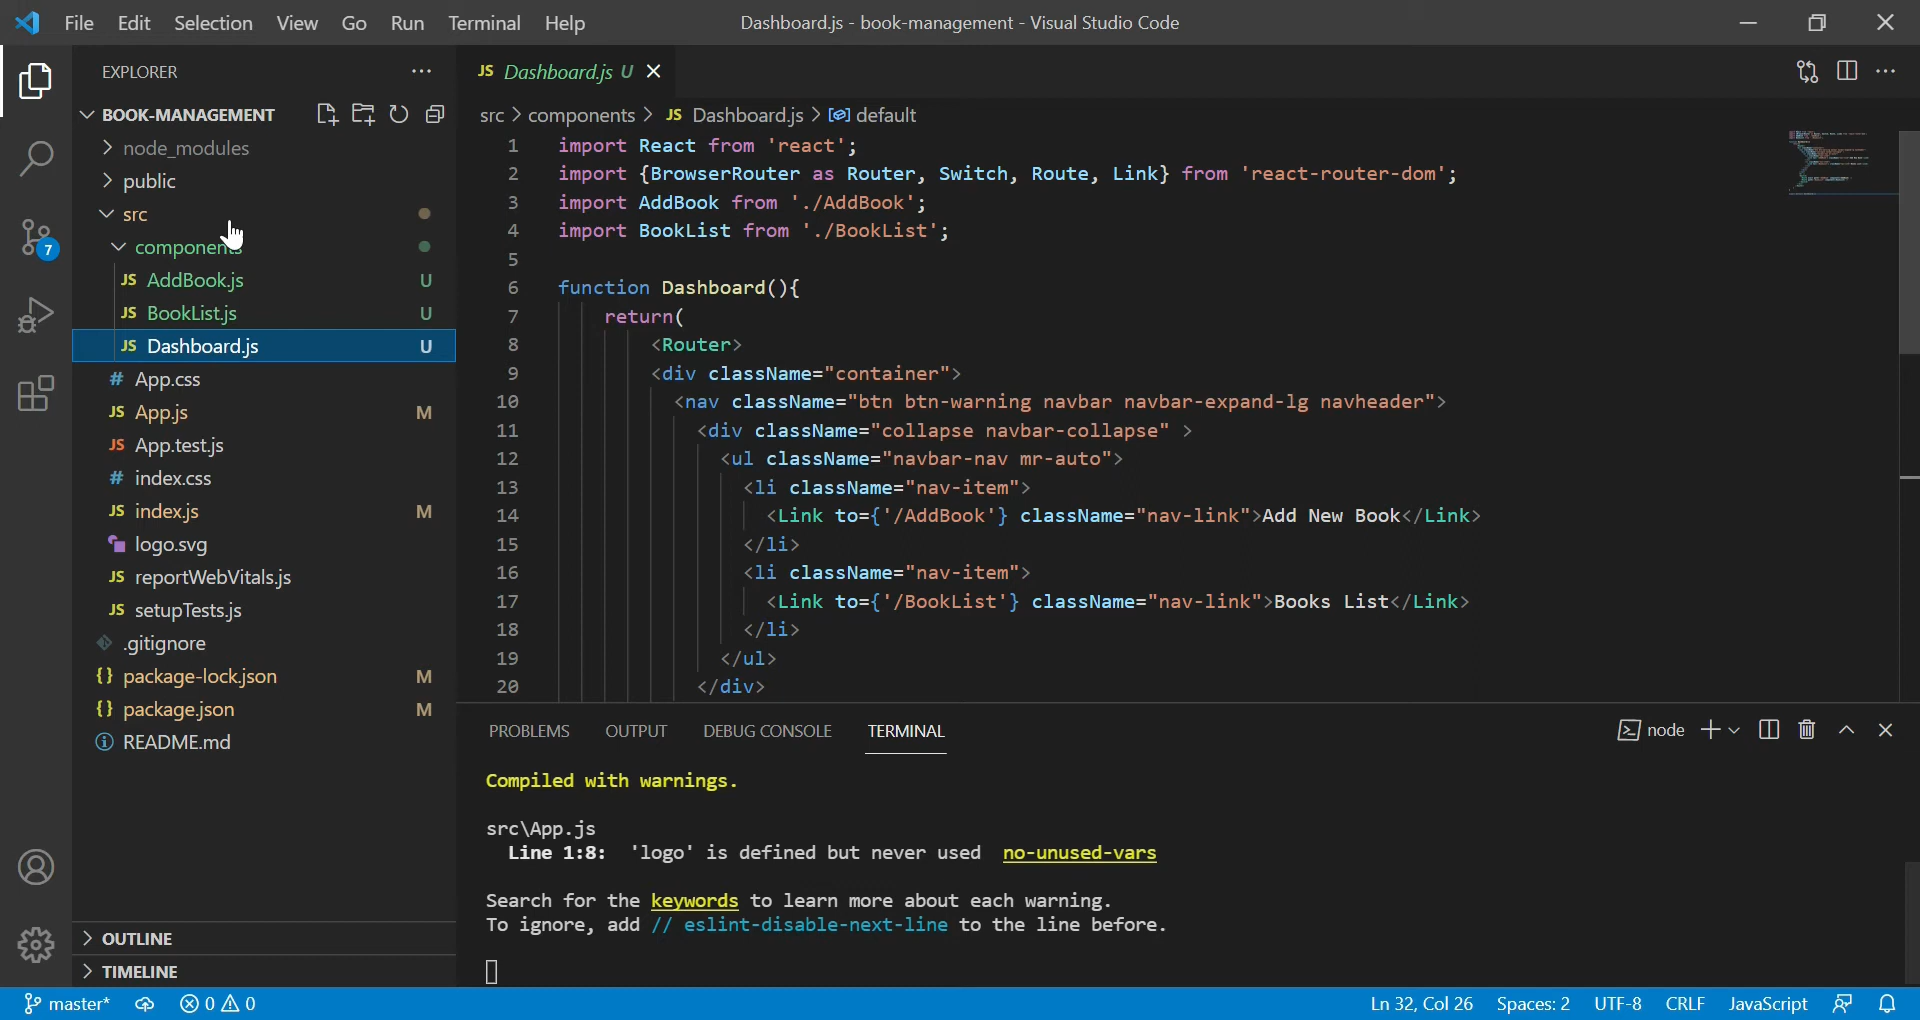 File Edit Selection View Go Run Terminal Help Dashboard.js - book-management - Visual Studio Code
EXPLORER
BOOK-MANAGEMENT
node_modules
public
src
components
JS AddBook.js U
JS BookList.js U
JS Dashboard.js U
# App.css
JS App.js M
JS App.test.js
# index.css
JS index.js M
logo.svg
JS reportWebVitals.js
JS setupTests.js
.gitignore
{} package-lock.json M
{} package.json M
README.md
OUTLINE
TIMELINE
7
JS Dashboard.js U
src > components > JS Dashboard.js > default
1 import React from 'react';
2 import {BrowserRouter as Router, Switch, Route, Link} from 'react-router-dom';
3 import AddBook from './AddBook';
4 import BookList from './BookList';
5
6 function Dashboard(){
7 return(
8 <Router>
9 <div className="container">
10 <nav className="btn btn-warning navbar navbar-expand-lg navheader">
11 <div className="collapse navbar-collapse" >
12 <ul className="navbar-nav mr-auto">
13 <li className="nav-item">
14 <Link to={'/AddBook'} className="nav-link">Add New Book</Link>
15 </li>
16 <li className="nav-item">
17 <Link to={'/BookList'} className="nav-link">Books List</Link>
18 </li>
19 </ul>
20 </div>
PROBLEMS OUTPUT DEBUG CONSOLE TERMINAL node
Compiled with warnings.
src\App.js
Line 1:8: 'logo' is defined but never used no-unused-vars
Search for the keywords to learn more about each warning.
To ignore, add // eslint-disable-next-line to the line before.
master* 0 0 Ln 32, Col 26 Spaces: 2 UTF-8 CRLF JavaScript